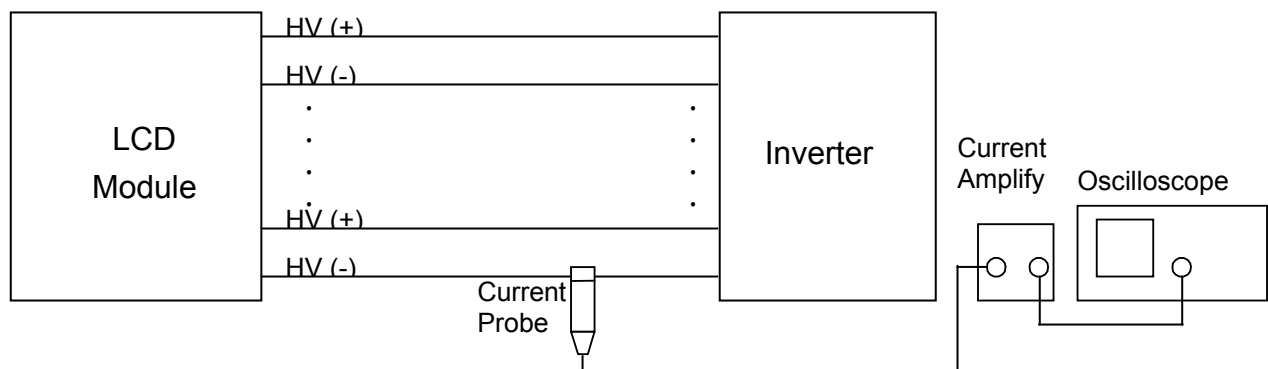 HV (+)
HV (-)
LCD
Module
Inverter
HV (+)
HV (-)
Current
Probe
Current
Amplify
Oscilloscope